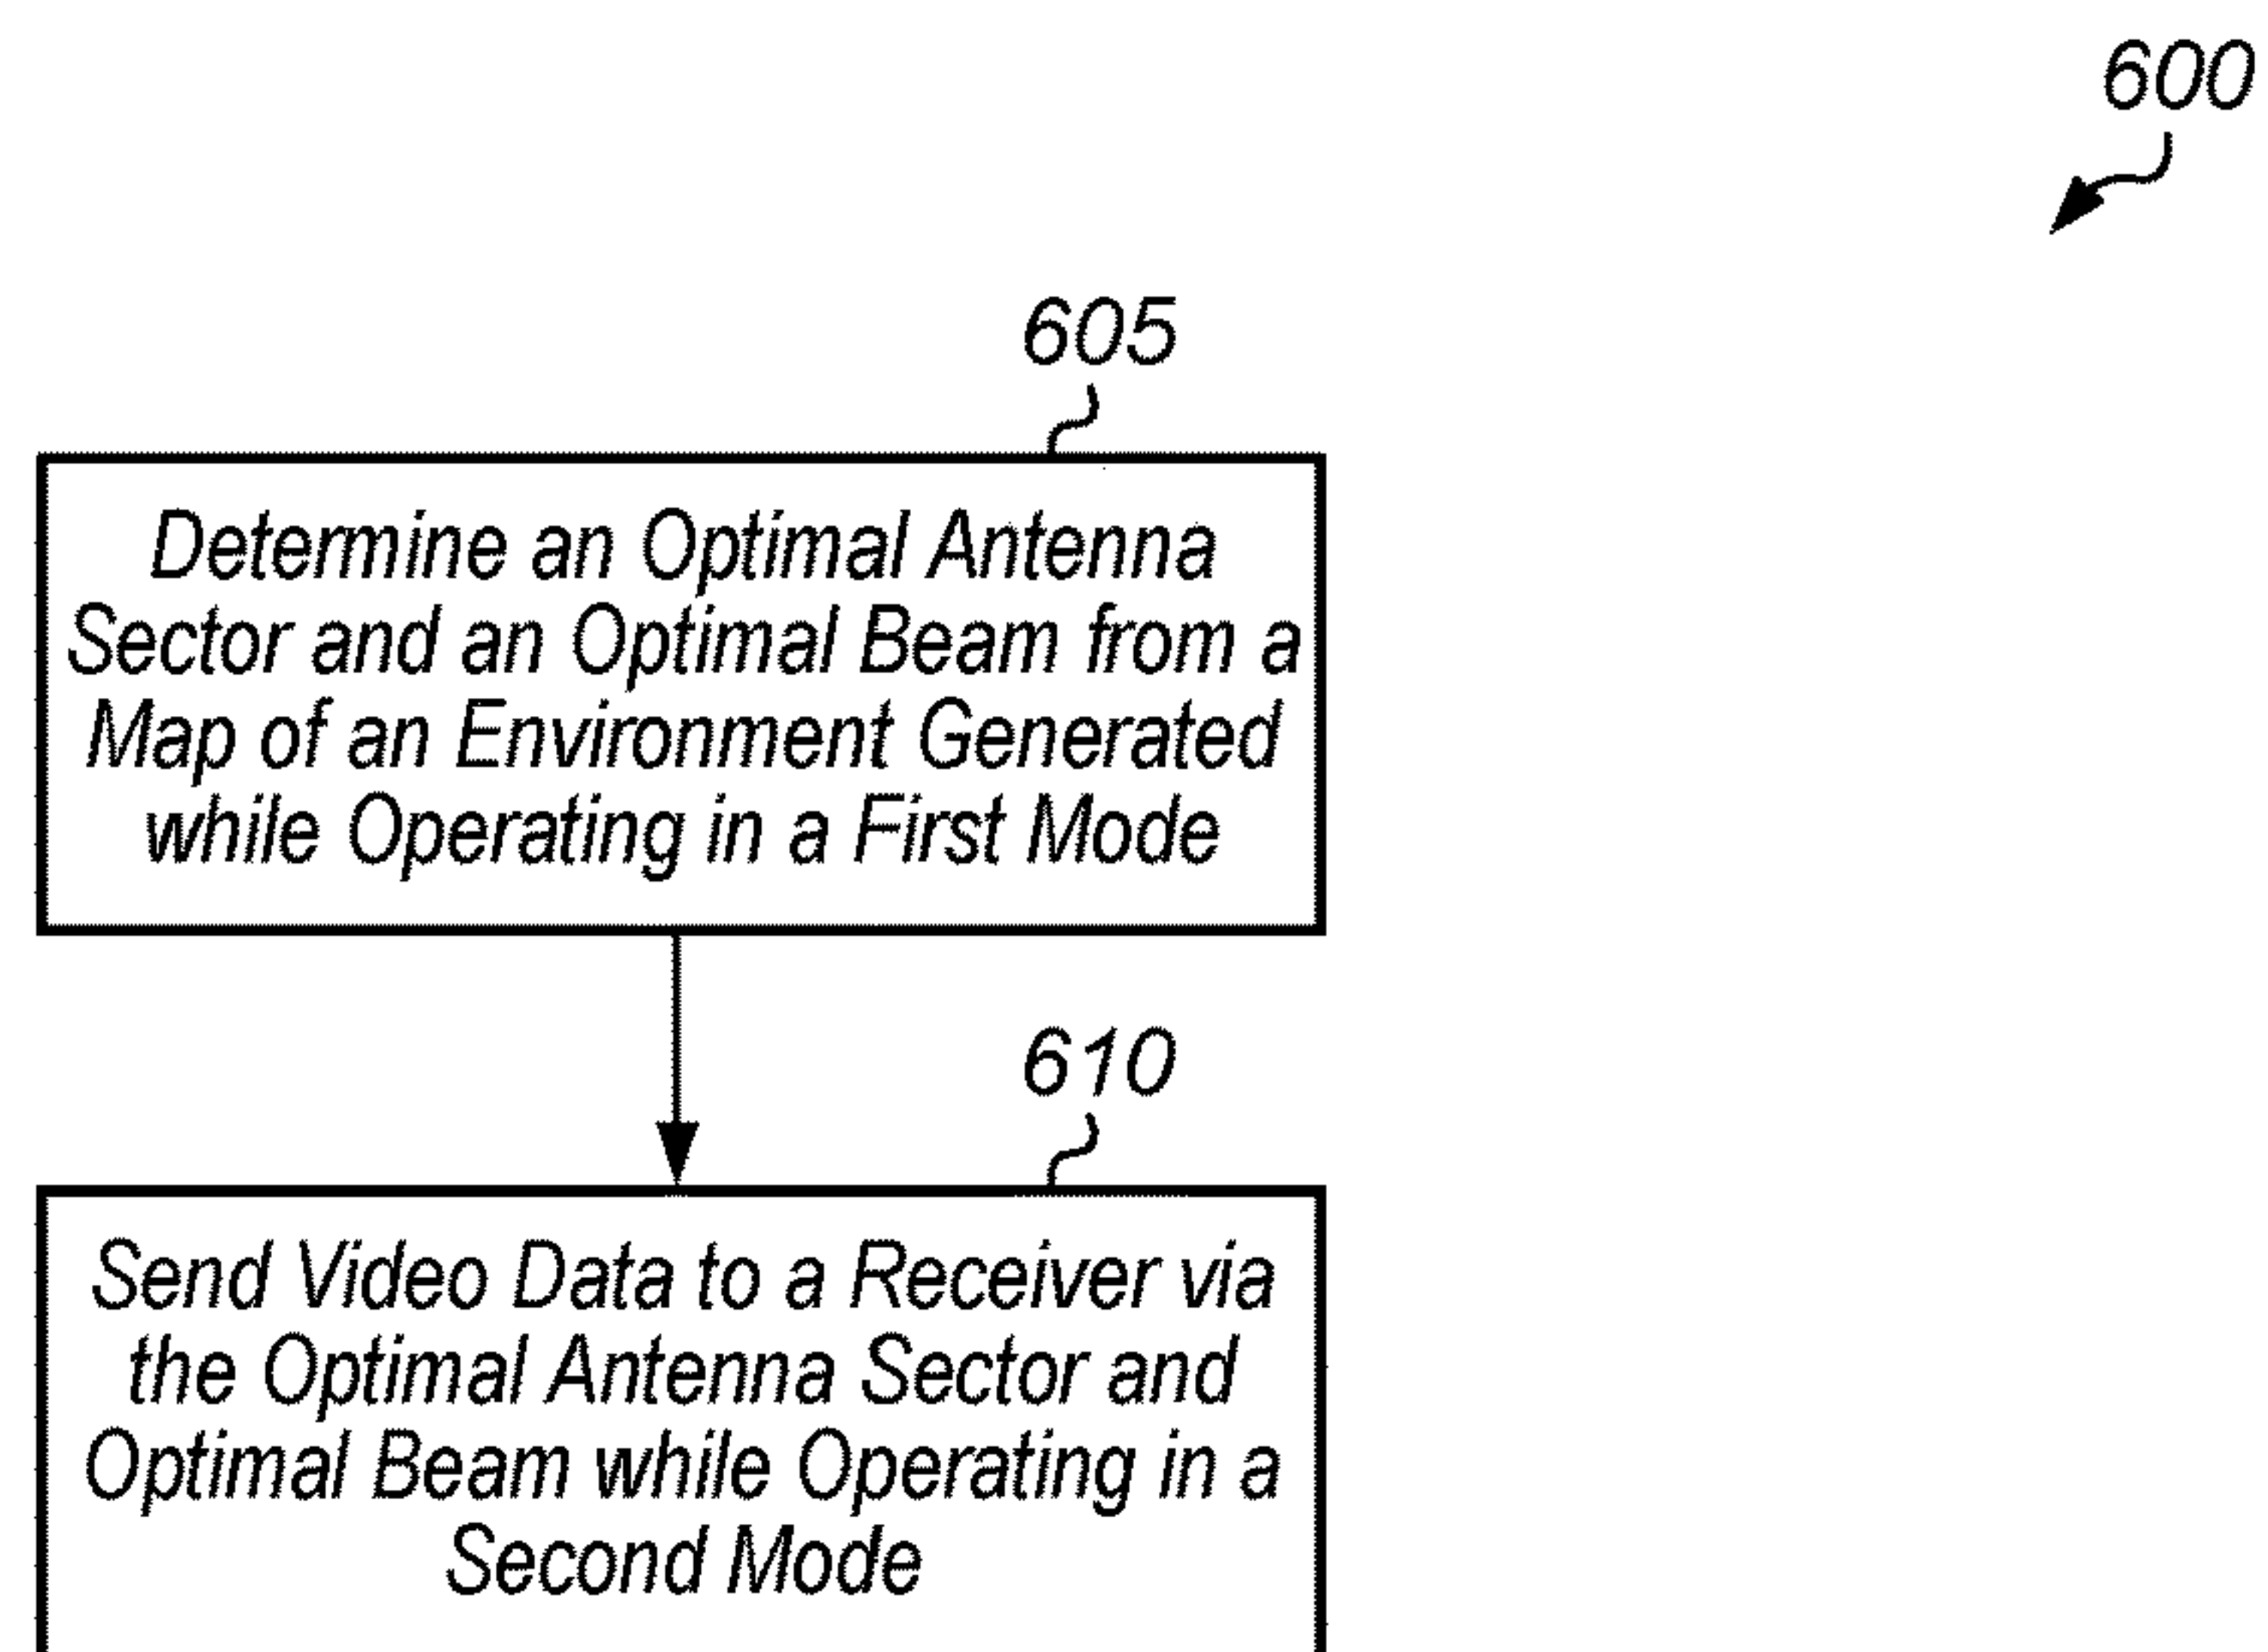 600
605
Determine an Optimal Antenna
Sector and an Optimal Beam from a
Map of an Environment Generated
while Operating in a First Mode
610
Send Video Data to a Receiver via
the Optimal Antenna Sector and
Optimal Beam while Operating in a
Second Mode